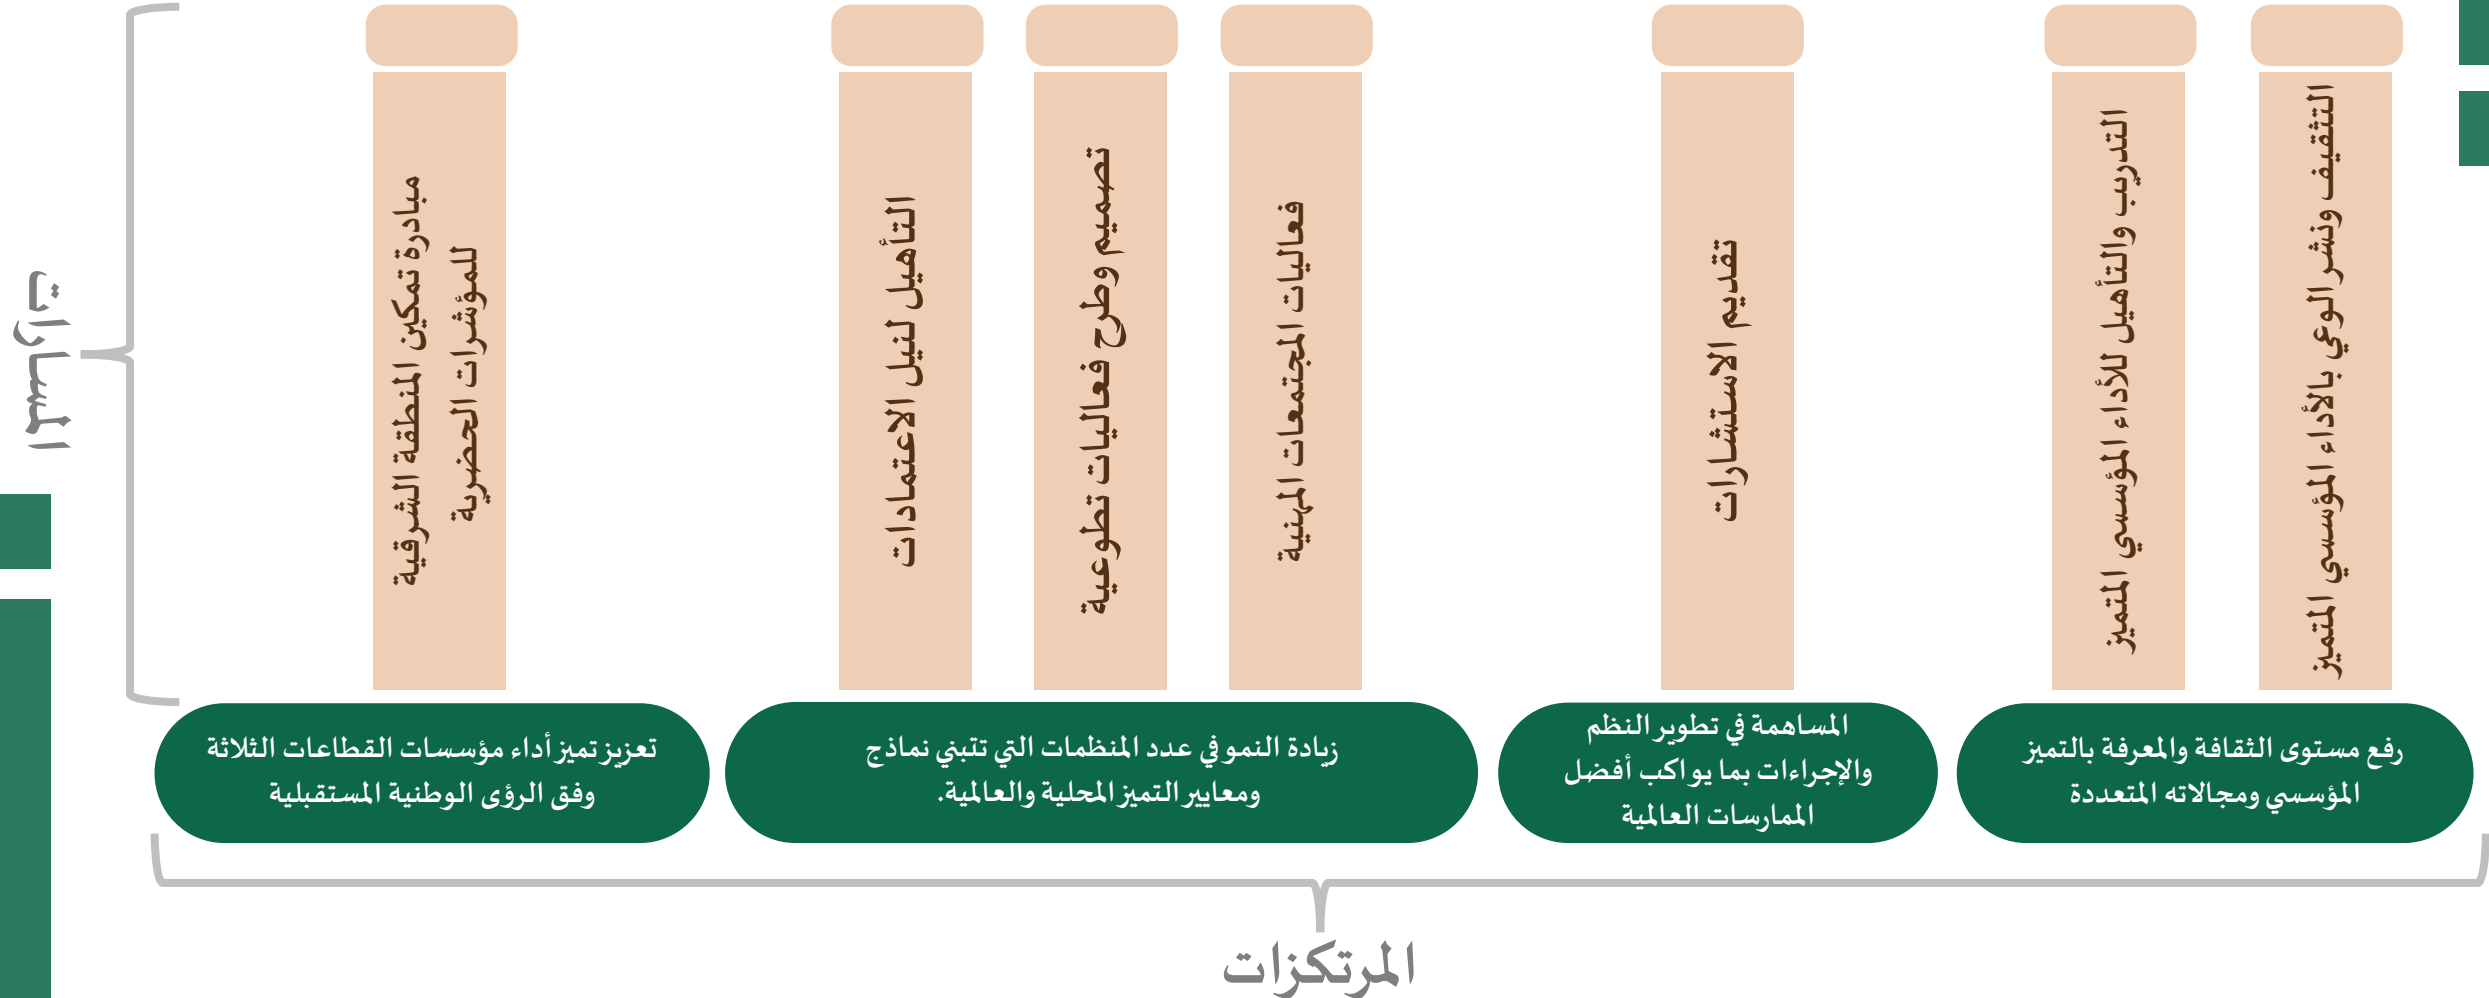 التثقيف ونشر الوعي بالأداء المؤسسي المتميز
التدريب والتأهيل للأداء المؤسسي المتميز
تقديم الاستشارات
فعاليات المجتمعات المهنية
تصميم وطرح فعاليات تطوعية
التأهيل لنيل الاعتمادات
مبادرة تمكين المنطقة الشرقية
للمؤشرات الحضرية
المسارات
رفع مستوى الثقافة والمعرفة بالتميز
المؤسسي ومجالاته المتعددة
المساهمة في تطوير النظم
والإجراءات بما يواكب أفضل
الممارسات العالمية
زيادة النمو في عدد المنظمات التي تتبنى نماذج
ومعايير التميز المحلية والعالمية.
تعزيز تميز أداء مؤسسات القطاعات الثلاثة
وفق الرؤى الوطنية المستقبلية
المرتكزات